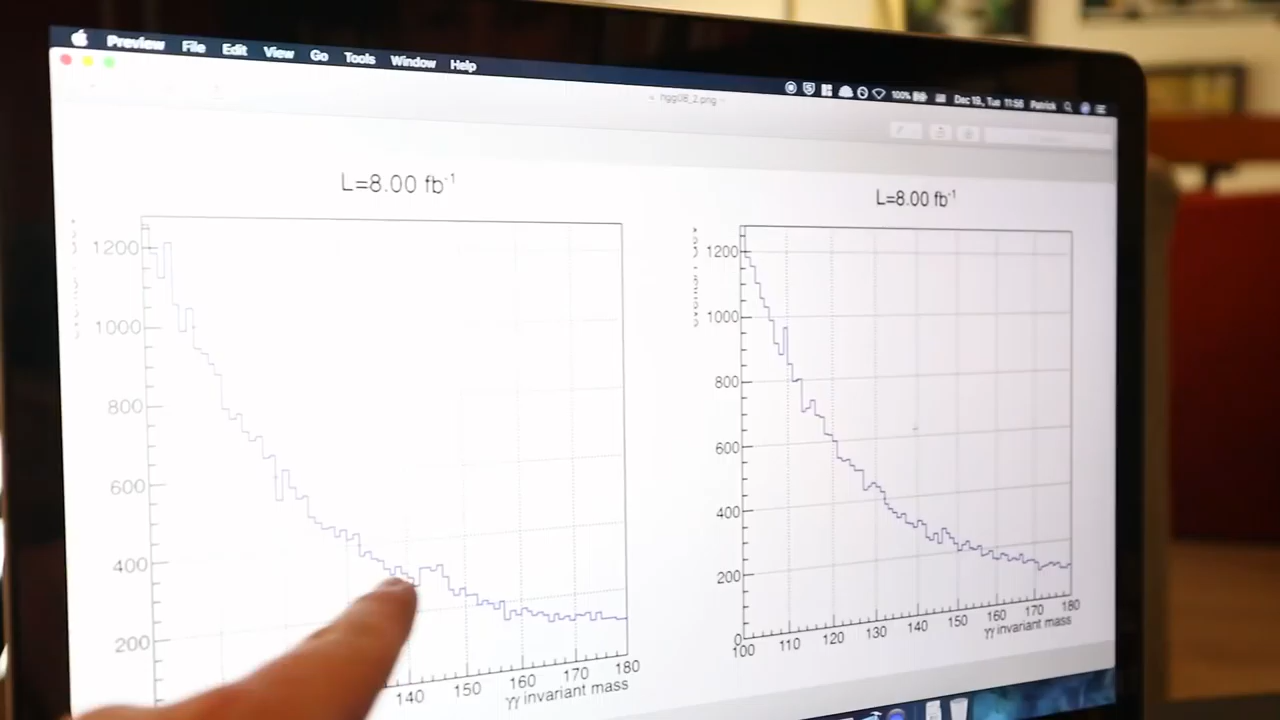 Preview File Edit View Go Tools Window Help
100% Dec 19, Tue 11:56 Patrick
L=8.00 fb-1
1200
1000
800
600
400
200
140 150 160 170 180
γγ invariant mass
L=8.00 fb-1
1200
1000
800
600
400
200
0
100 110 120 130 140 150 160 170 180
γγ invariant mass